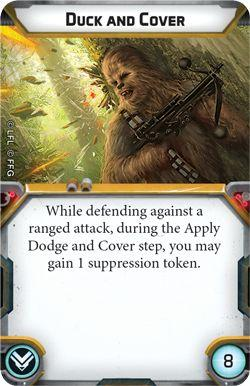 DUCK AND COVER
©LFL © FFG
While defending against a
ranged attack, during the Apply
Dodge and Cover step, you may
gain 1 suppression token.
8